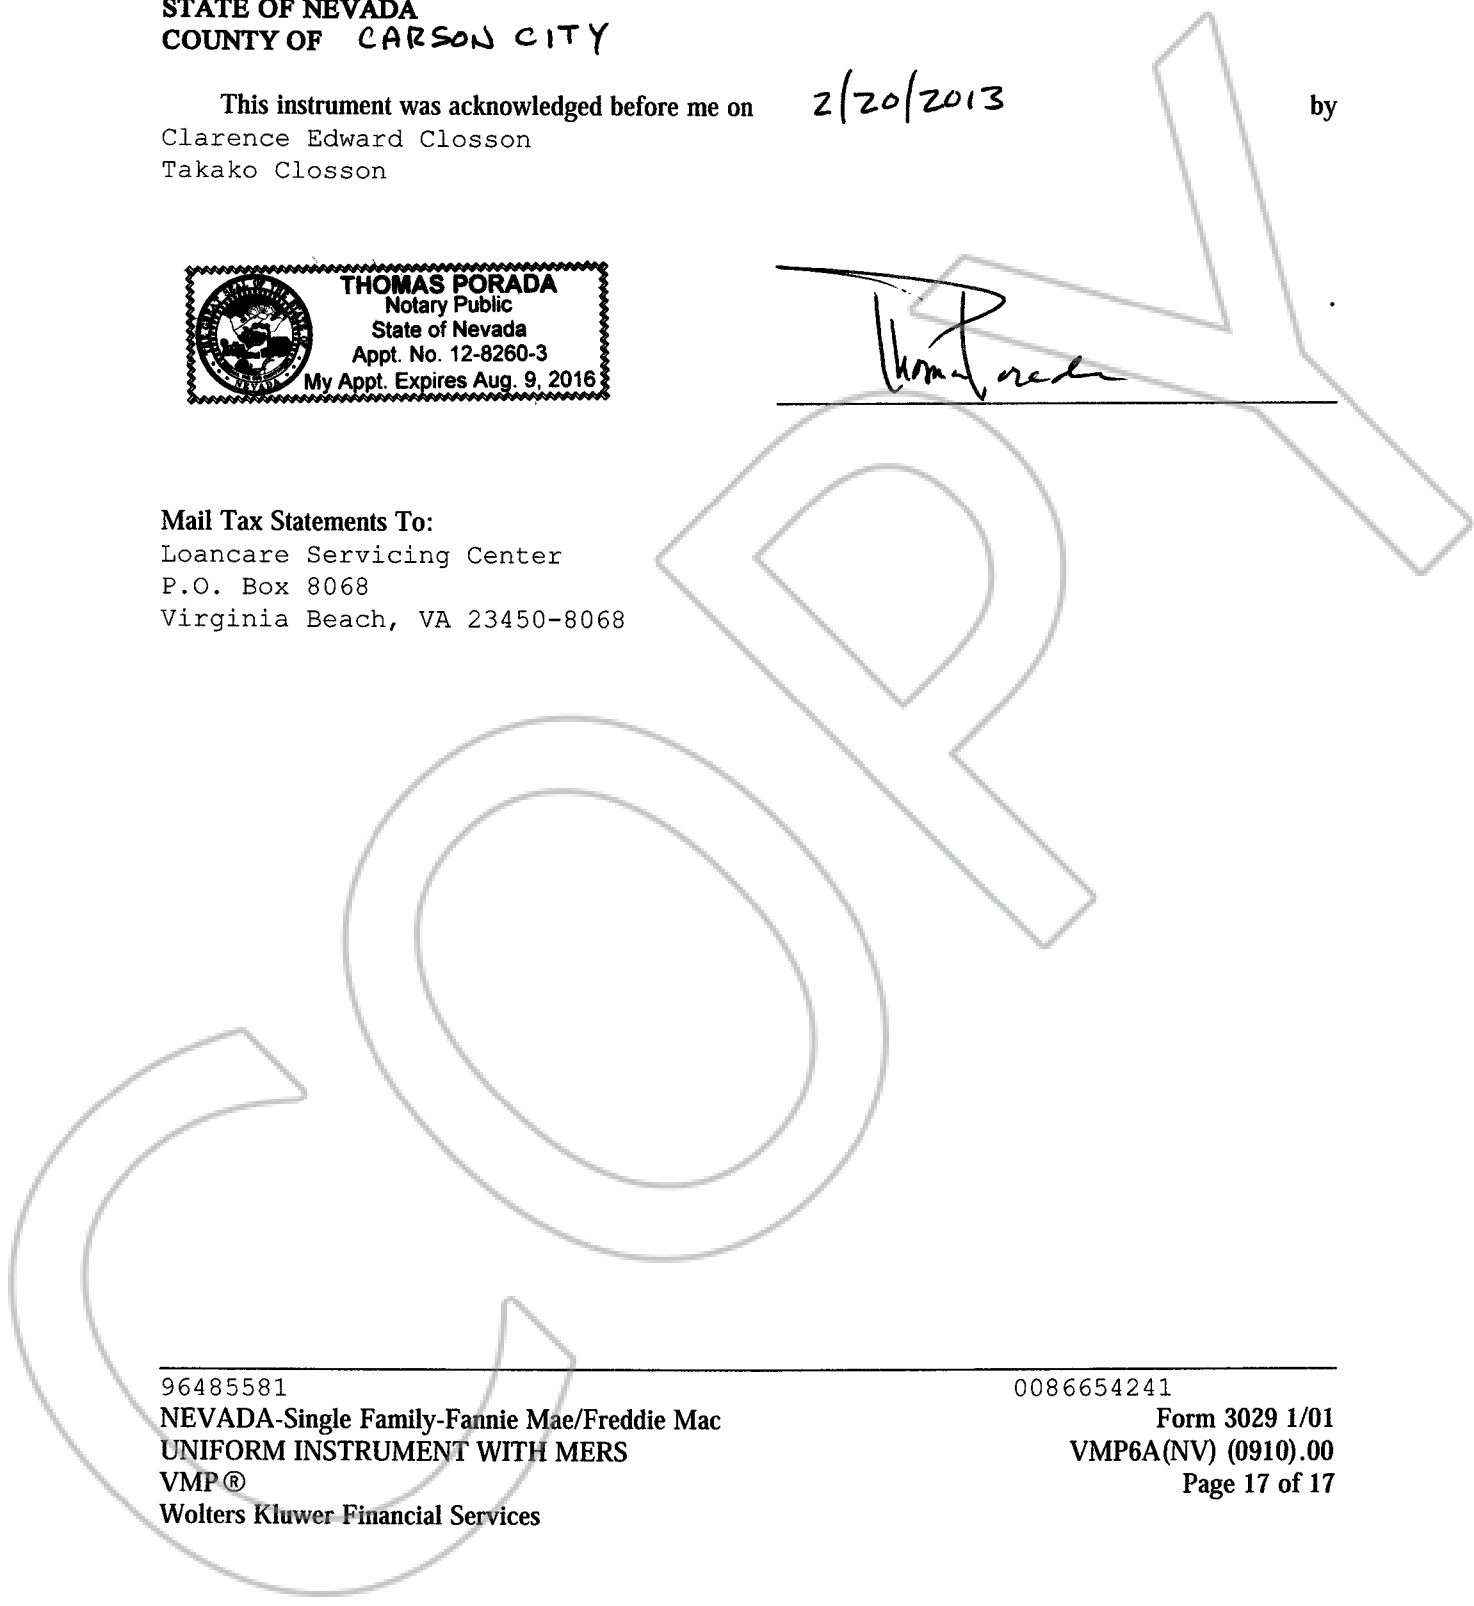 STATE OF NEVADA
COUNTY OF CARSON CITY
This instrument was acknowledged before me on 2/20/2013 by
Clarence Edward Closson
Takako Closson
THOMAS PORADA
Notary Public
State of Nevada
Appt. No. 12-8260-3
My Appt. Expires Aug. 9, 2016
NEVADA
Thomas Porada
Mail Tax Statements To:
Loancare Servicing Center
P.O. Box 8068
Virginia Beach, VA 23450-8068
COPY
96485581 0086654241
NEVADA-Single Family-Fannie Mae/Freddie Mac Form 3029 1/01
UNIFORM INSTRUMENT WITH MERS VMP6A(NV) (0910).00
VMP® Page 17 of 17
Wolters Kluwer Financial Services